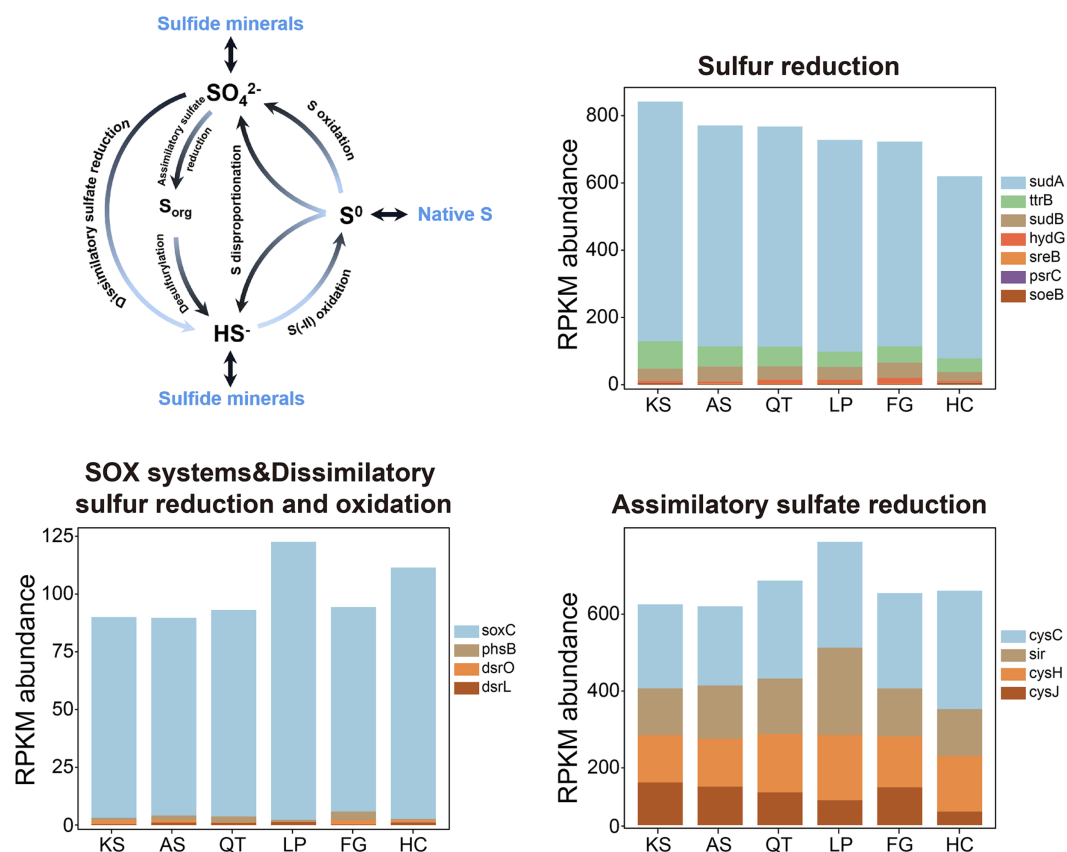 Sulfide minerals
SO₄²⁻
Dissimilatory sulfate reduction
Assimilatory sulfate
reduction
S oxidation
S disproportionation
Sorg
S⁰
Native S
Desulfurylation
S(-II) oxidation
HS⁻
Sulfide minerals
Sulfur reduction
RPKM abundance
800
600
400
200
0
KS AS QT LP FG HC
sudA
ttrB
sudB
hydG
sreB
psrC
soeB
SOX systems&Dissimilatory
sulfur reduction and oxidation
RPKM abundance
125
100
75
50
25
0
KS AS QT LP FG HC
soxC
phsB
dsrO
dsrL
Assimilatory sulfate reduction
RPKM abundance
600
400
200
0
KS AS QT LP FG HC
cysC
sir
cysH
cysJ